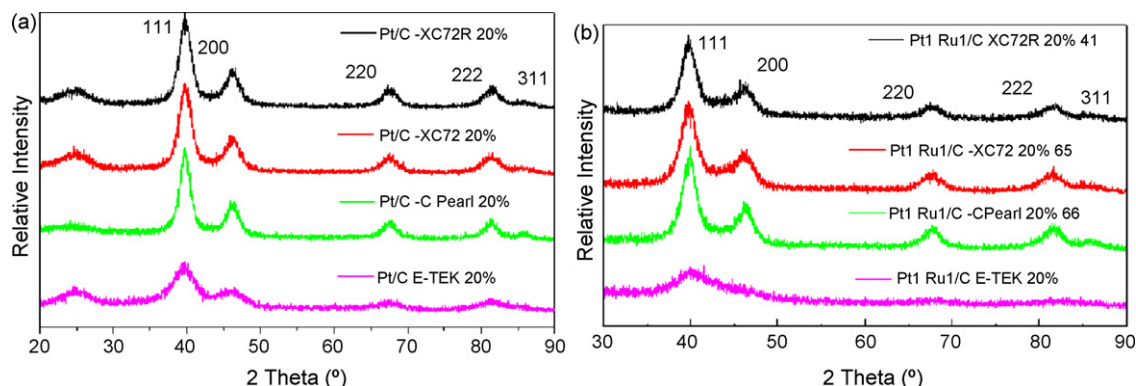 (a)
111
200
220
222
311
Pt/C -XC72R 20%
Pt/C -XC72 20%
Pt/C -C Pearl 20%
Pt/C E-TEK 20%
Relative Intensity
20 30 40 50 60 70 80 90
2 Theta (º)
(b)
111
200
220
222
311
Pt1 Ru1/C XC72R 20% 41
Pt1 Ru1/C -XC72 20% 65
Pt1 Ru1/C -CPearl 20% 66
Pt1 Ru1/C E-TEK 20%
Relative Intensity
30 40 50 60 70 80 90
2 Theta (º)